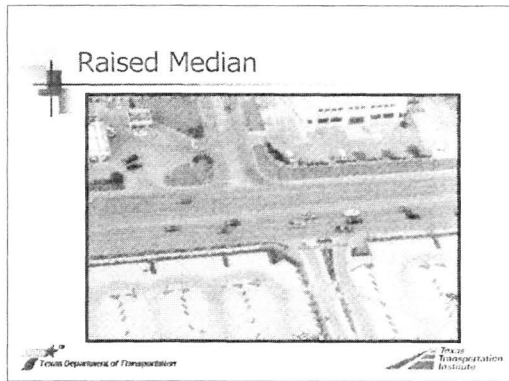 Raised Median
Texas Department of Transportation
Texas
Transportation
Institute